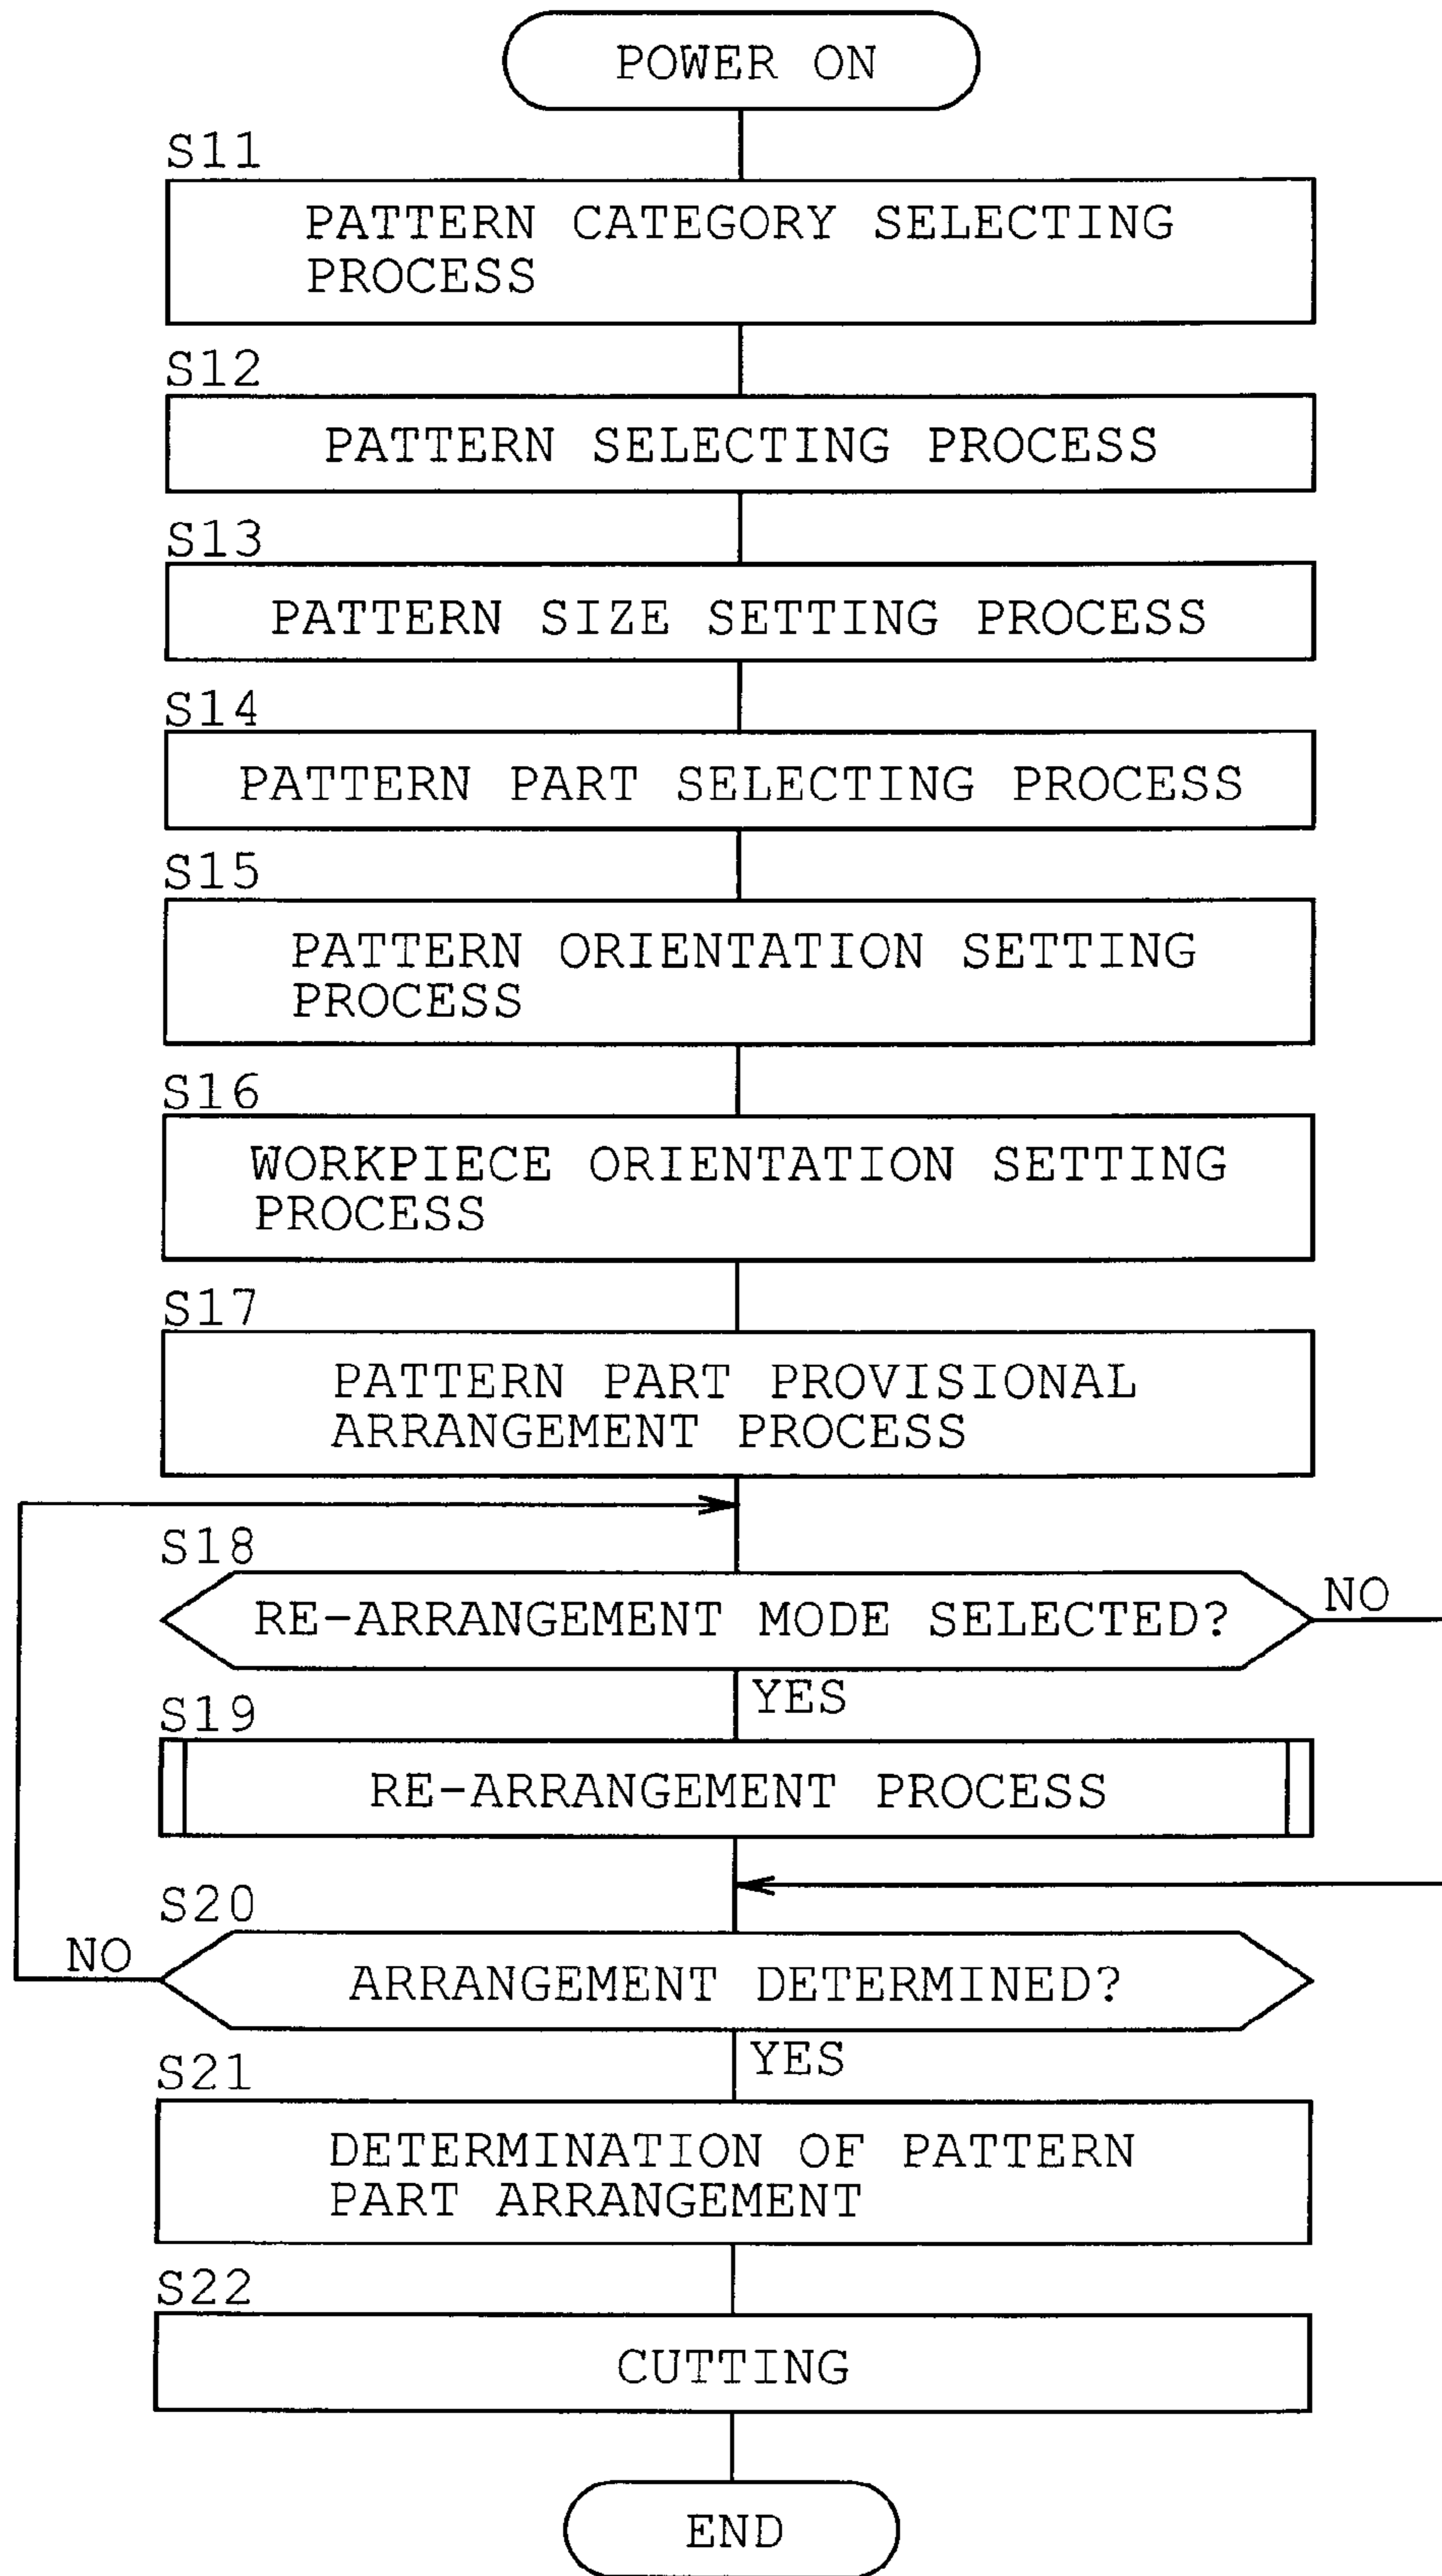 POWER ON
S11
PATTERN CATEGORY SELECTING
PROCESS
S12
PATTERN SELECTING PROCESS
S13
PATTERN SIZE SETTING PROCESS
S14
PATTERN PART SELECTING PROCESS
S15
PATTERN ORIENTATION SETTING
PROCESS
S16
WORKPIECE ORIENTATION SETTING
PROCESS
S17
PATTERN PART PROVISIONAL
ARRANGEMENT PROCESS
S18
RE-ARRANGEMENT MODE SELECTED?
NO
YES
S19
RE-ARRANGEMENT PROCESS
S20
NO
ARRANGEMENT DETERMINED?
YES
S21
DETERMINATION OF PATTERN
PART ARRANGEMENT
S22
CUTTING
END